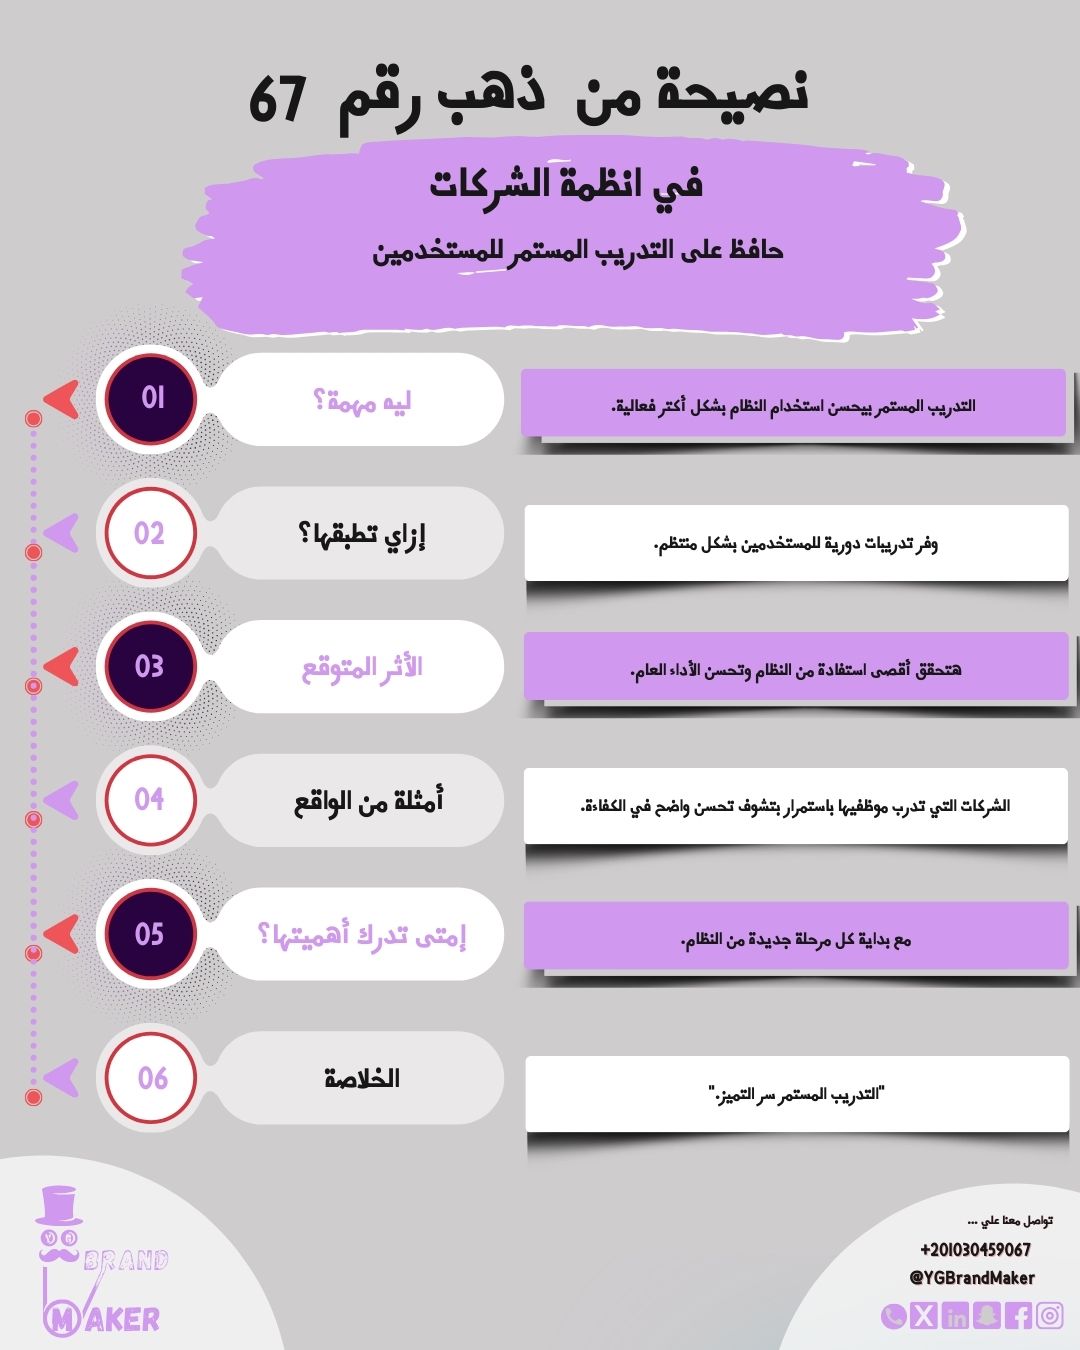 نصيحة من ذهب رقم 67
في انظمة الشركات
حافظ على التدريب المستمر للمستخدمين
01
ليه مهمة؟
التدريب المستمر بيحسن استخدام النظام بشكل أكتر فعالية.
02
إزاي تطبقها؟
وفر تدريبات دورية للمستخدمين بشكل منتظم.
03
الأثر المتوقع
هتحقق أقصى استفادة من النظام وتحسن الأداء العام.
04
أمثلة من الواقع
الشركات التي تدرب موظفيها باستمرار بتشوف تحسن واضح في الكفاءة.
05
إمتى تدرك أهميتها؟
مع بداية كل مرحلة جديدة من النظام.
06
الخلاصة
"التدريب المستمر سر التميز."
تواصل معنا علي ...
+201030459067
@YGBrandMaker
BRAND
MAKER